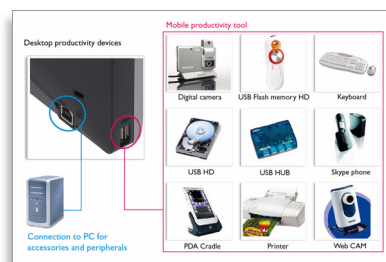 Mobile productivity tool
Desktop productivity devices
Digital camera
USB Flash memory HD
Keyboard
USB HD
USB HUB
Skype phone
Connection to PC for
accessories and peripherals
PDA Cradle
Printer
Web CAM